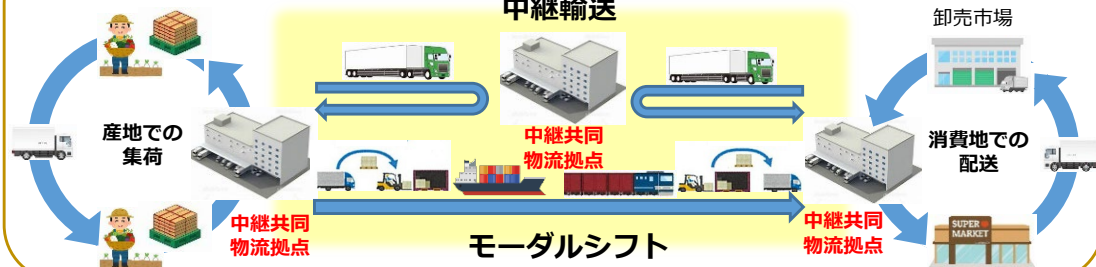 中継輸送
卸売市場
産地での
集荷
中継共同
物流拠点
消費地での
配送
中継共同
物流拠点
モーダルシフト
中継共同
物流拠点
SUPER
MARKET